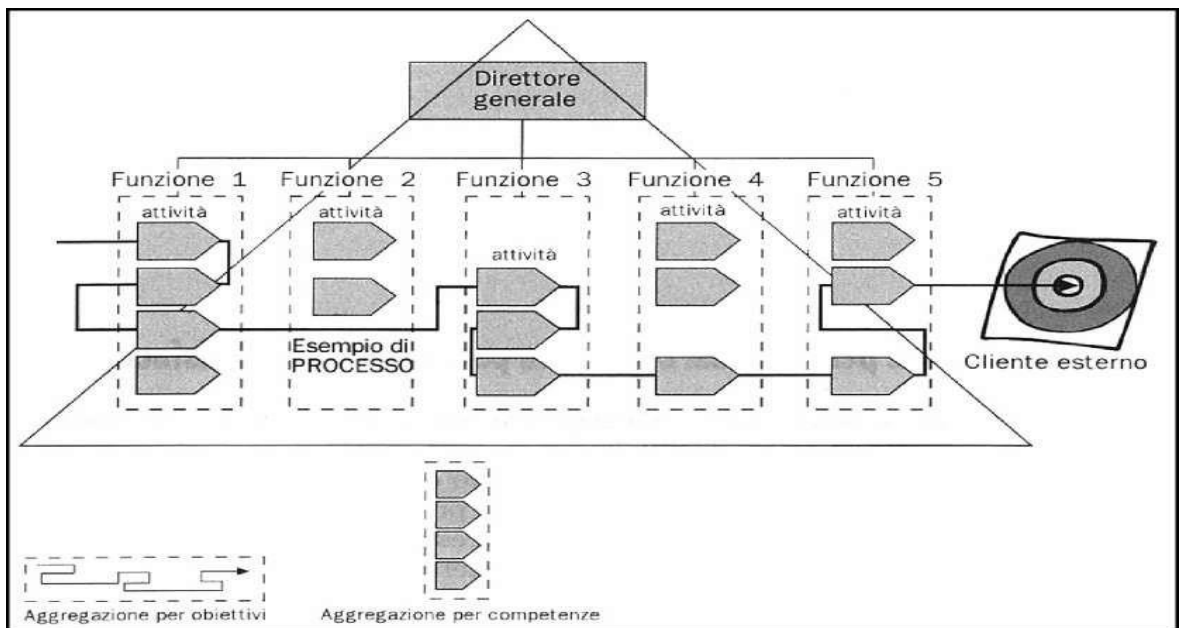 Direttore
generale
Funzione 1
Funzione 2
Funzione 3
Funzione 4
Funzione 5
attività
attività
attività
attività
attività
Esempio di
PROCESSO
Cliente esterno
Aggregazione per obiettivi
Aggregazione per competenze